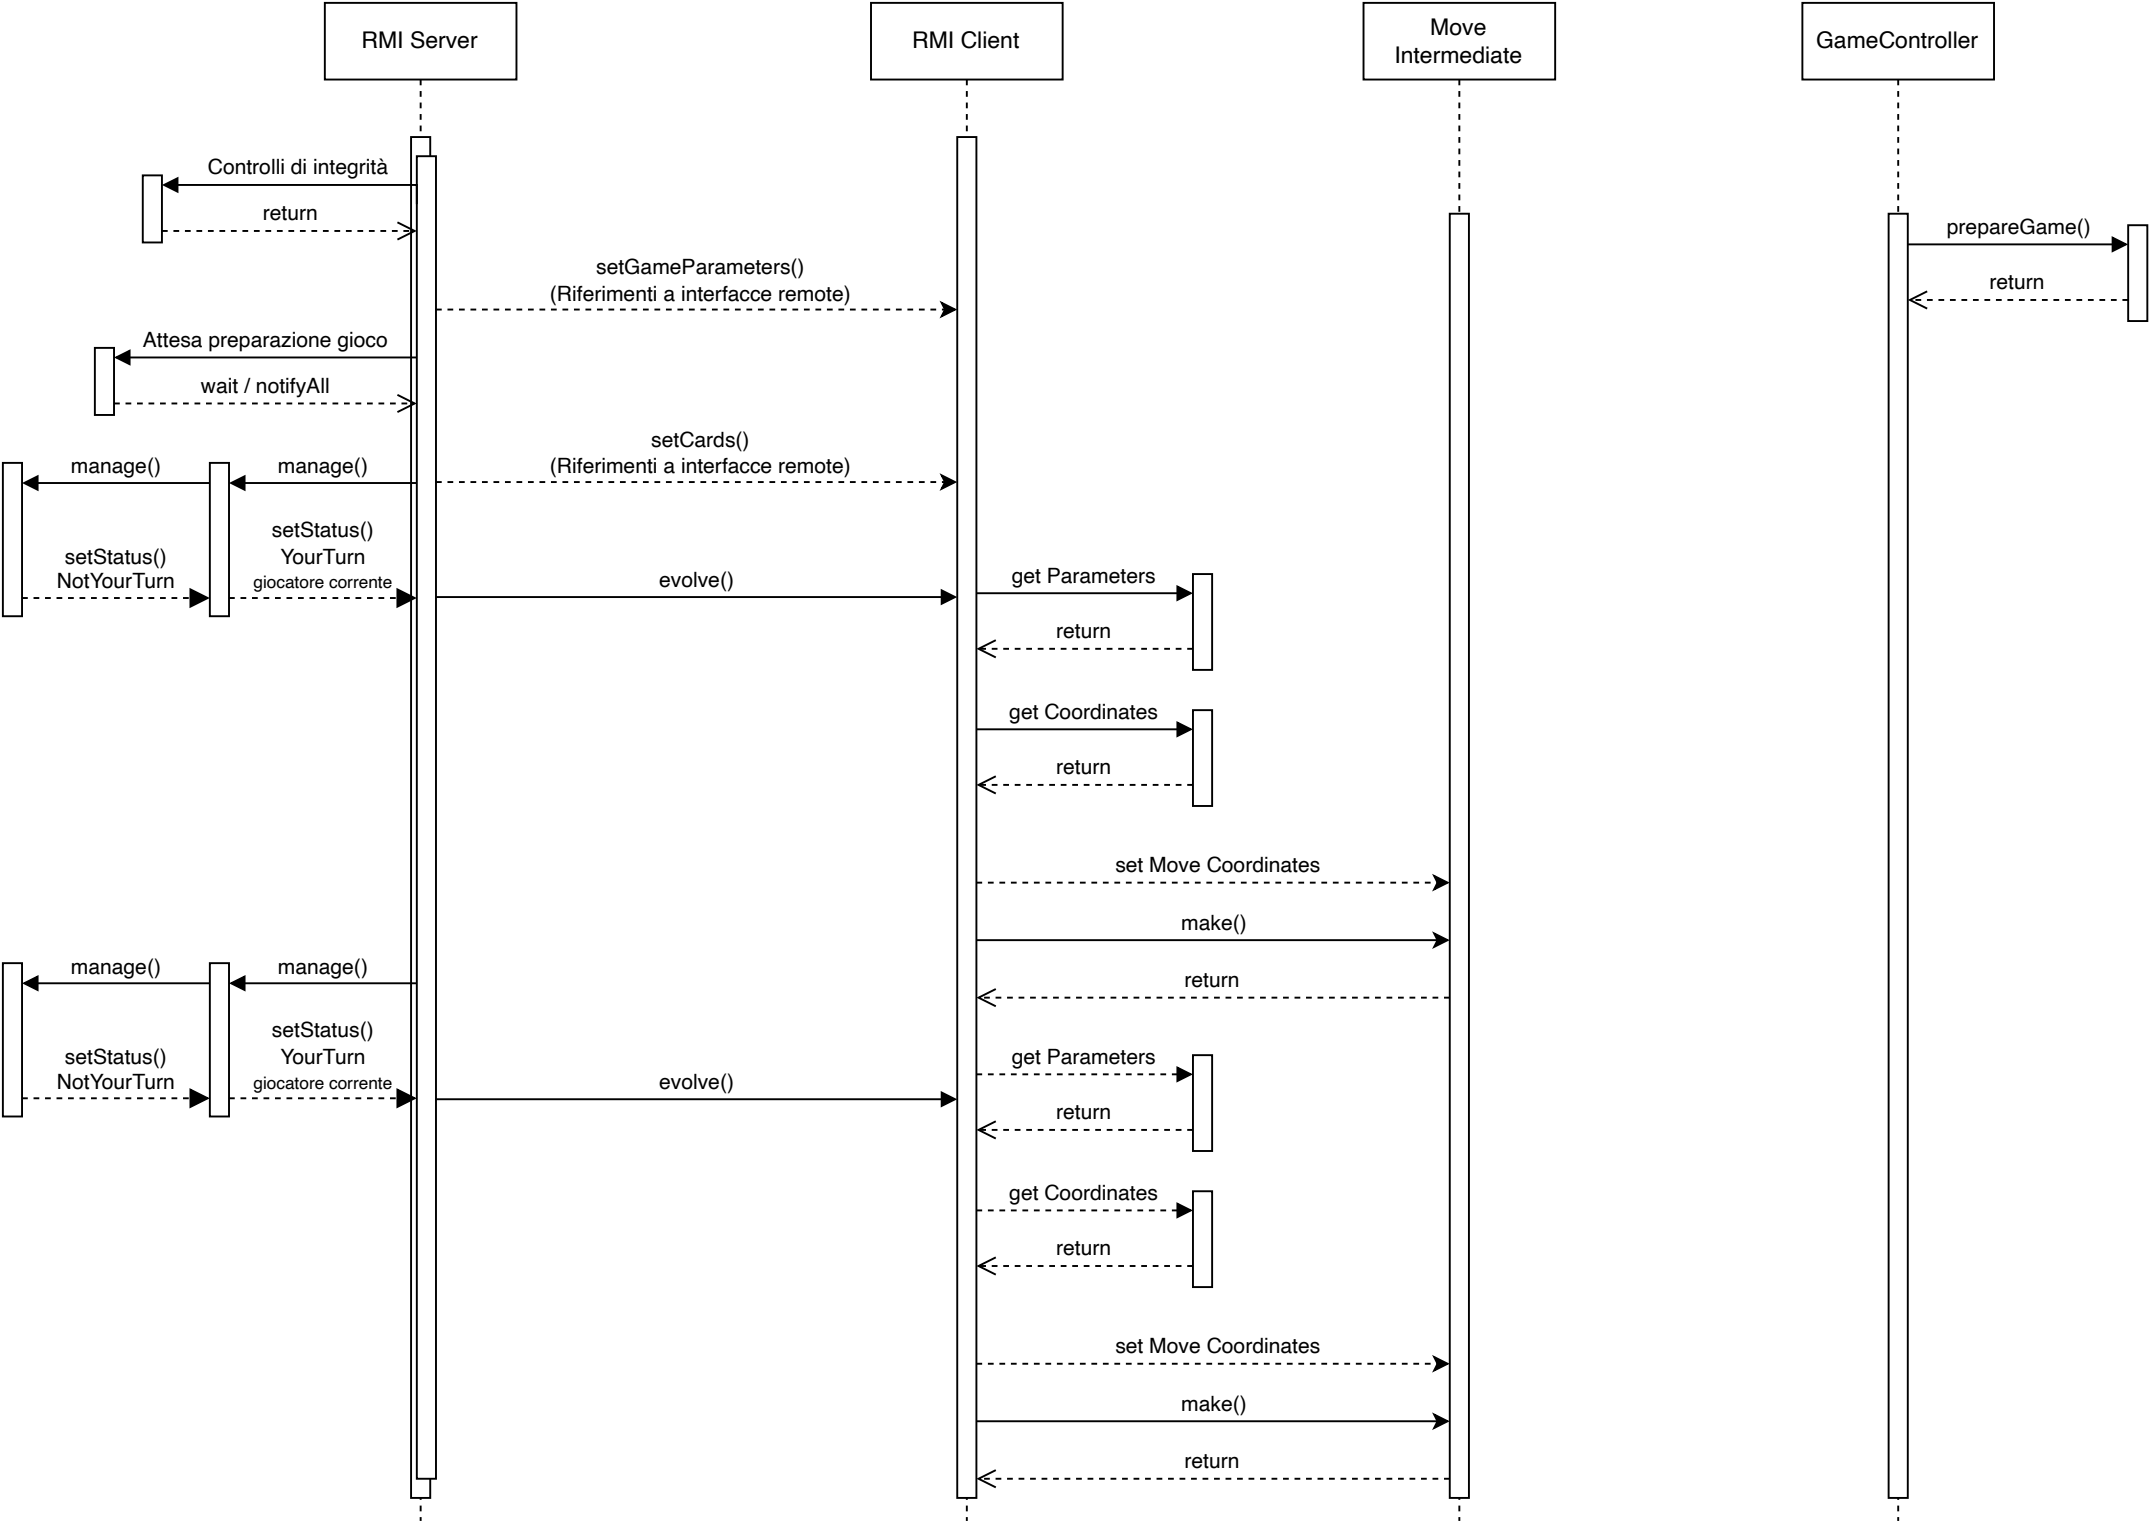 RMI Server
RMI Client
Move
Intermediate
GameController
Controlli di integrità
return
prepareGame()
return
setGameParameters()
(Riferimenti a interfacce remote)
Attesa preparazione gioco
wait / notifyAll
setCards()
(Riferimenti a interfacce remote)
manage()
manage()
setStatus()
NotYourTurn
setStatus()
YourTurn
giocatore corrente
evolve()
get Parameters
return
get Coordinates
return
set Move Coordinates
make()
return
manage()
manage()
setStatus()
NotYourTurn
setStatus()
YourTurn
giocatore corrente
evolve()
get Parameters
return
get Coordinates
return
set Move Coordinates
make()
return